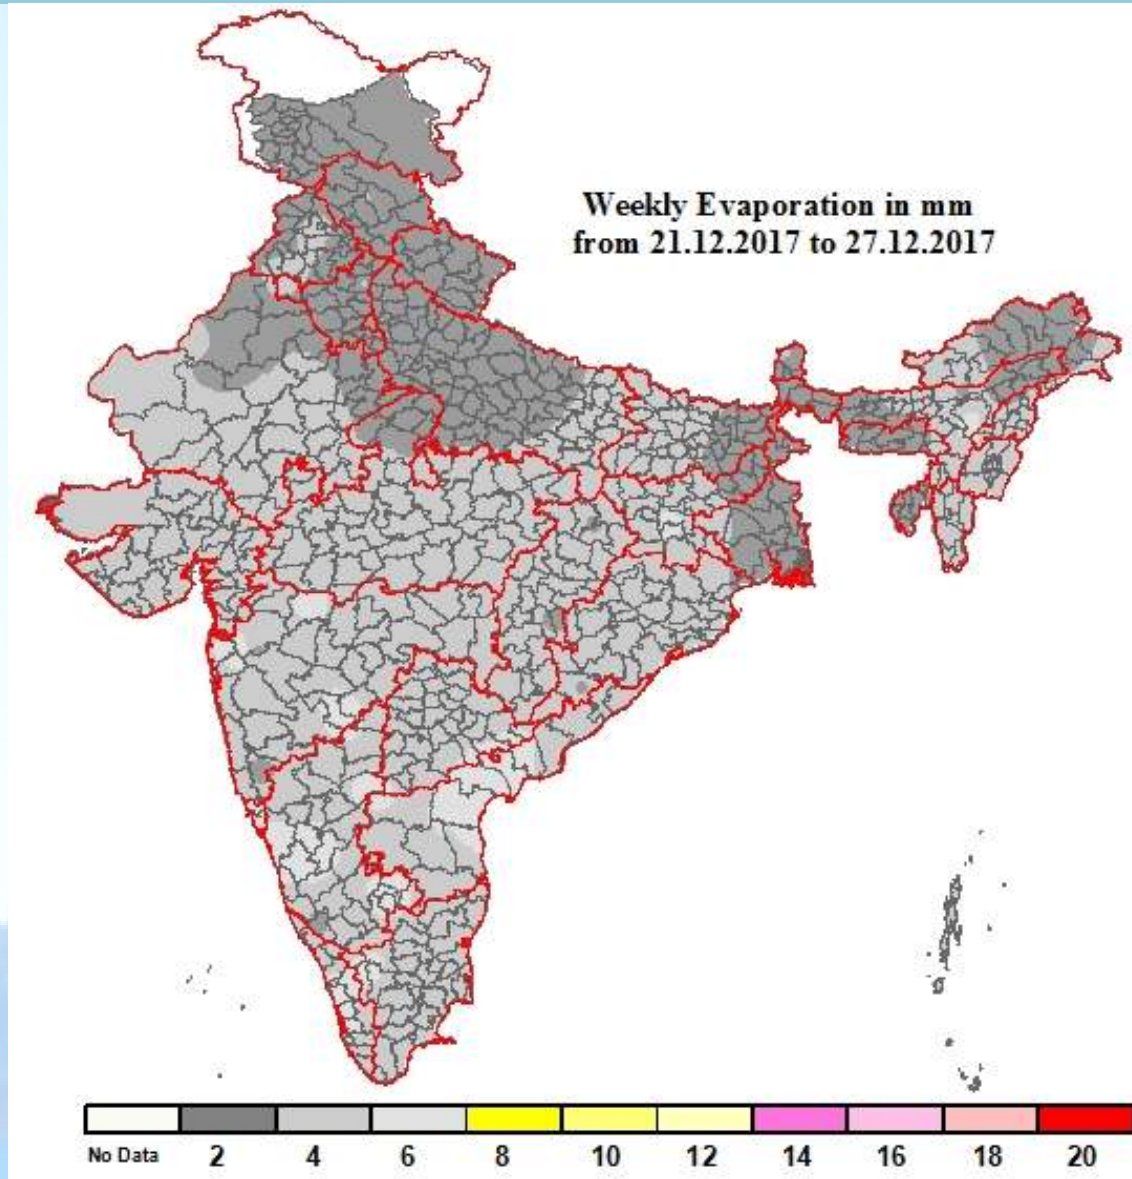 Weekly Evaporation in mm
from 21.12.2017 to 27.12.2017
No Data 2 4 6 8 10 12 14 16 18 20